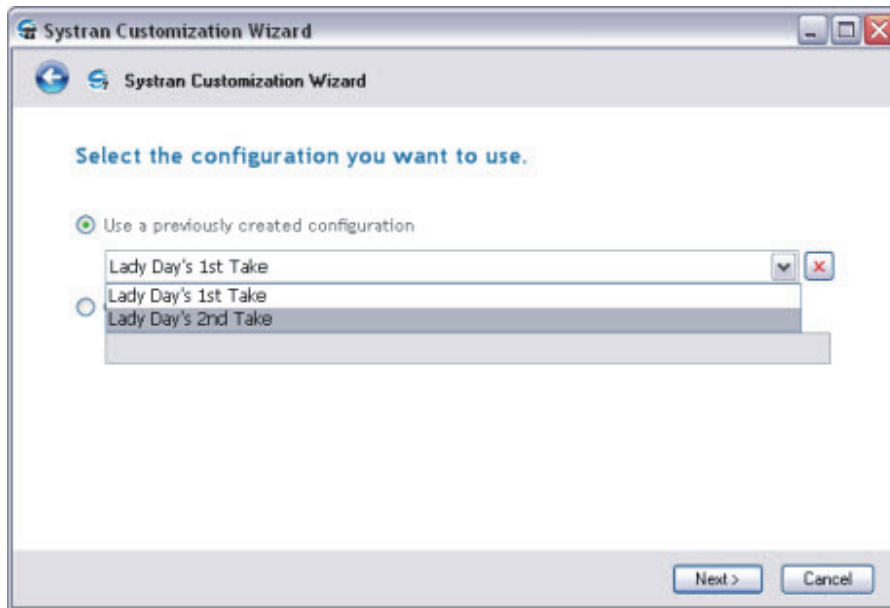 Systran Customization Wizard
Systran Customization Wizard
Select the configuration you want to use.
Use a previously created configuration
Lady Day's 1st Take
Lady Day's 1st Take
Lady Day's 2nd Take
Next >
Cancel